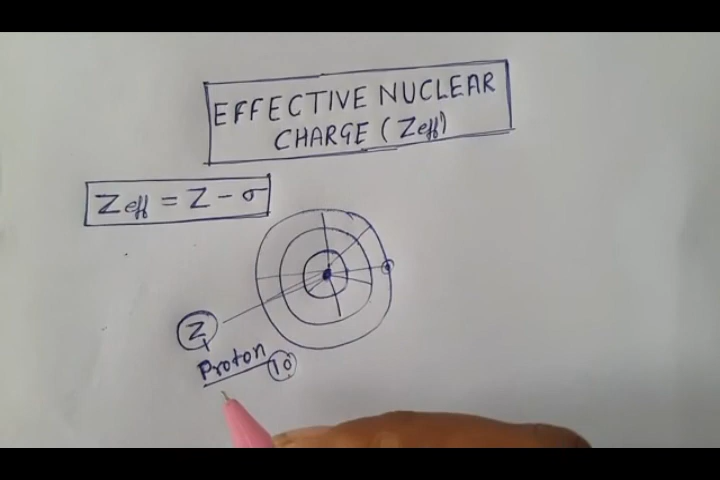 EFFECTIVE NUCLEAR
CHARGE (Zeff)
Zeff = Z - σ
Z
Proton 10